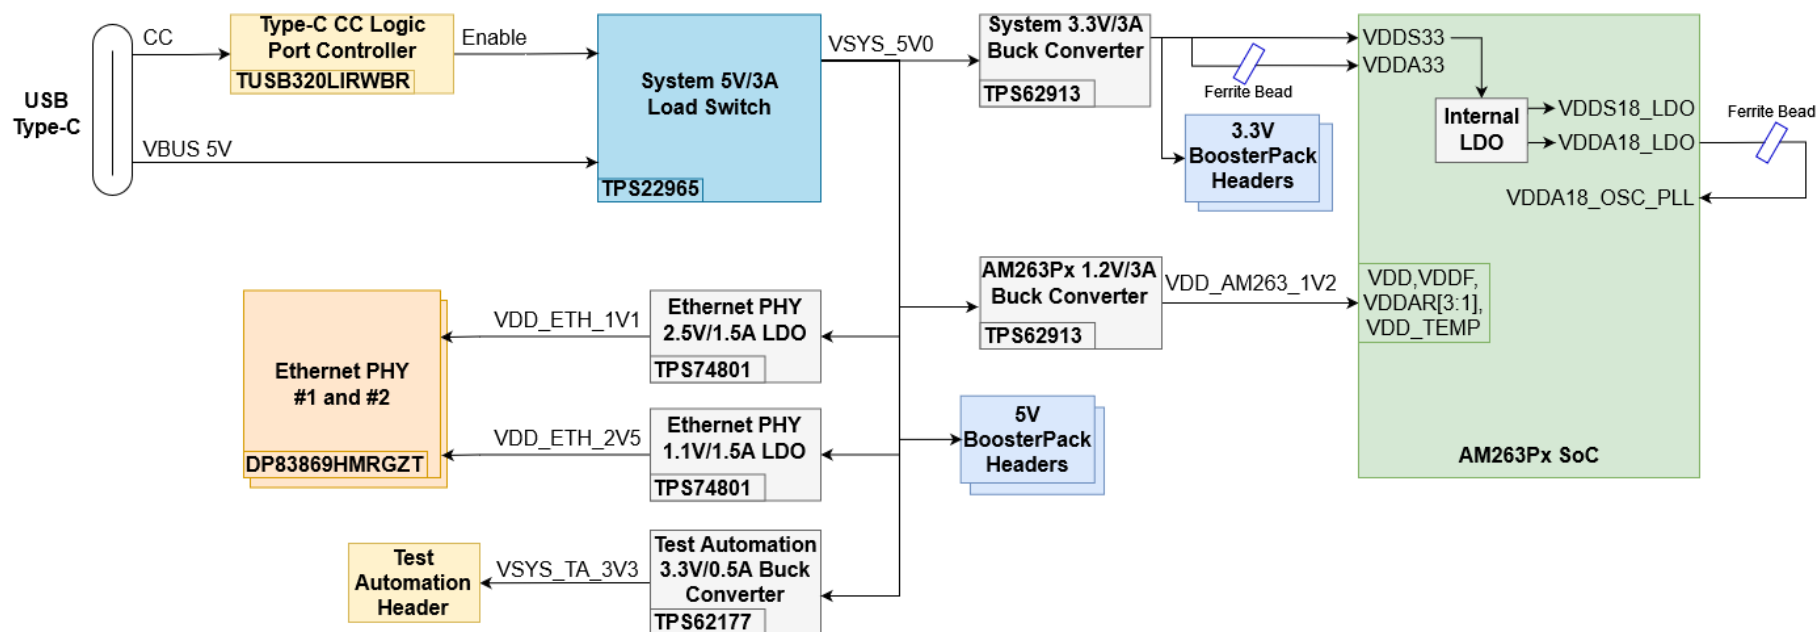 USB
Type-C
CC
Type-C CC Logic
Port Controller
TUSB320LIRWBR
Enable
VBUS 5V
System 5V/3A
Load Switch
TPS22965
VSYS_5V0
System 3.3V/3A
Buck Converter
TPS62913
Ferrite Bead
3.3V
BoosterPack
Headers
VDDS33
VDDA33
Internal
LDO
VDDS18_LDO
VDDA18_LDO
Ferrite Bead
VDDA18_OSC_PLL
AM263Px 1.2V/3A
Buck Converter
TPS62913
VDD_AM263_1V2
VDD,VDDF,
VDDAR[3:1],
VDD_TEMP
AM263Px SoC
Ethernet PHY
#1 and #2
DP83869HMRGZT
VDD_ETH_1V1
Ethernet PHY
2.5V/1.5A LDO
TPS74801
VDD_ETH_2V5
Ethernet PHY
1.1V/1.5A LDO
TPS74801
5V
BoosterPack
Headers
Test
Automation
Header
VSYS_TA_3V3
Test Automation
3.3V/0.5A Buck
Converter
TPS62177